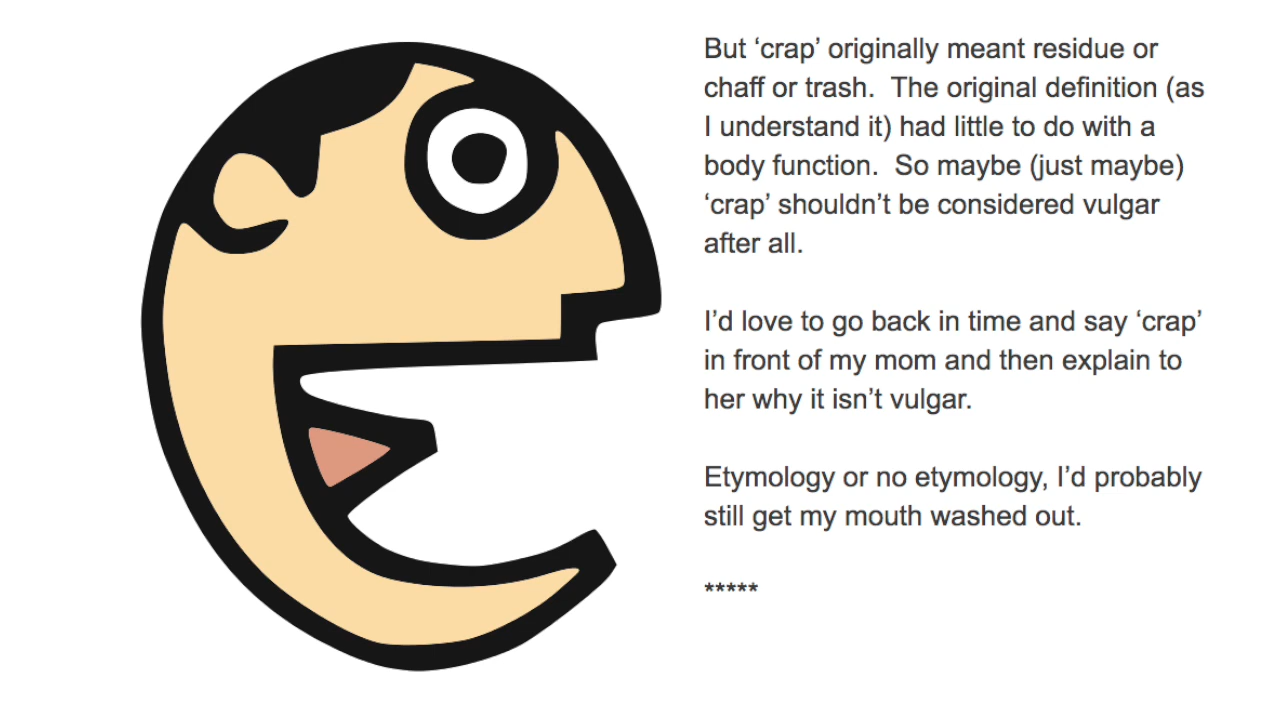 But ‘crap’ originally meant residue or
chaff or trash.  The original definition (as
I understand it) had little to do with a
body function.  So maybe (just maybe)
‘crap’ shouldn’t be considered vulgar
after all.
I’d love to go back in time and say ‘crap’
in front of my mom and then explain to
her why it isn’t vulgar.
Etymology or no etymology, I’d probably
still get my mouth washed out.
*****